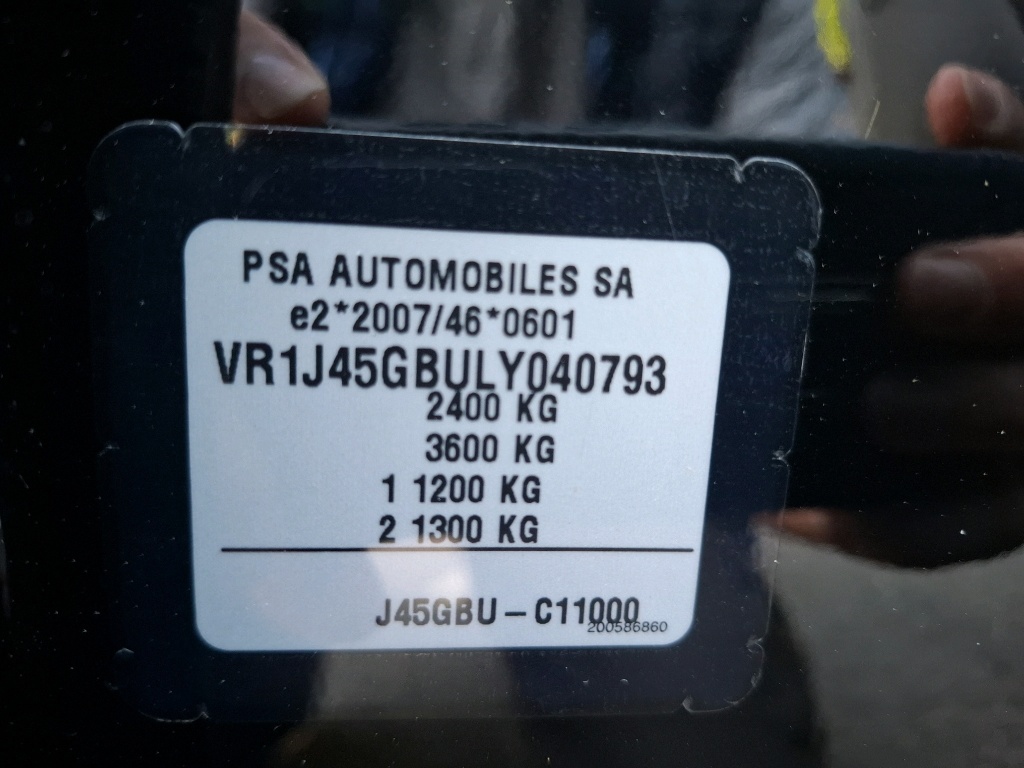 PSA AUTOMOBILES SA
e2*2007/46*0601
VR1J45GBULY040793
2400 KG
3600 KG
1 1200 KG
2 1300 KG
J45GBU – C11000
200586860